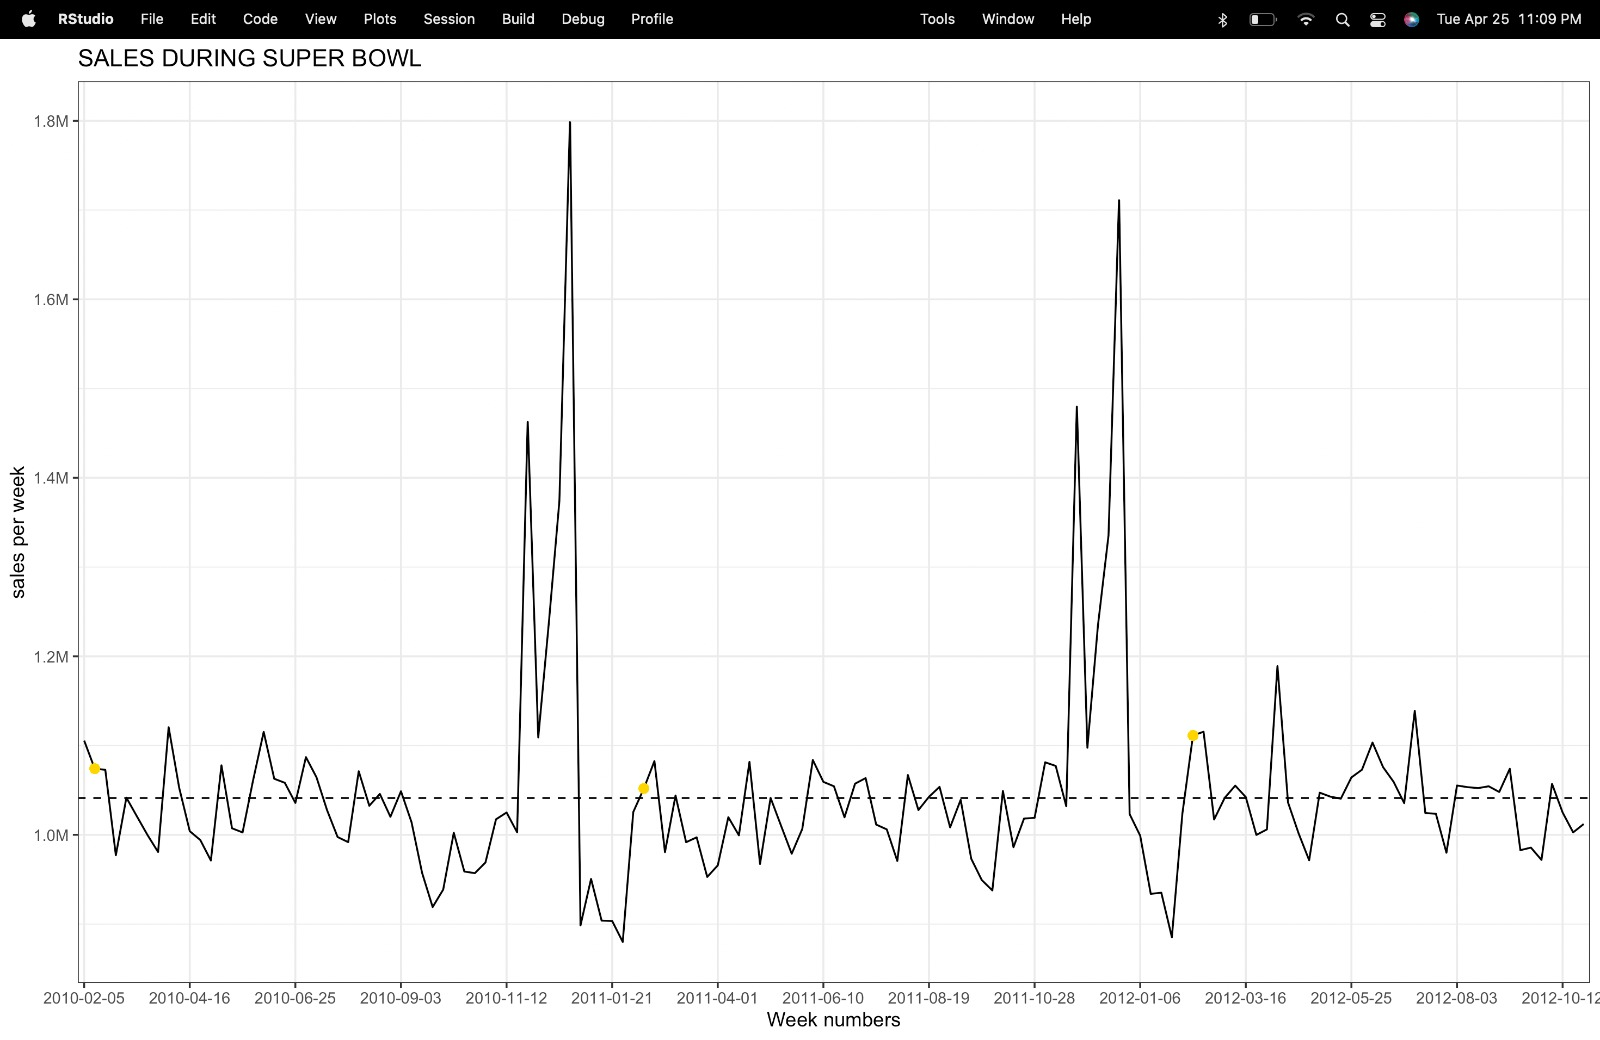 RStudio File Edit Code View Plots Session Build Debug Profile Tools Window Help Tue Apr 25 11:09 PM
SALES DURING SUPER BOWL
1.8M
1.6M
1.4M
1.2M
1.0M
sales per week
2010-02-05 2010-04-16 2010-06-25 2010-09-03 2010-11-12 2011-01-21 2011-04-01 2011-06-10 2011-08-19 2011-10-28 2012-01-06 2012-03-16 2012-05-25 2012-08-03 2012-10-12
Week numbers